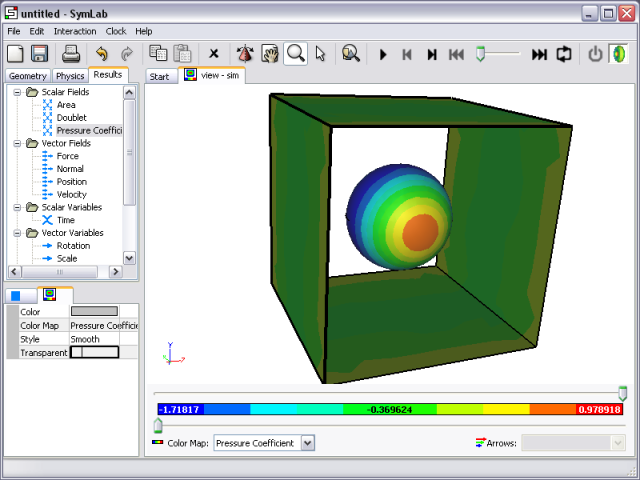 untitled - SymLab
File Edit Interaction Clock Help
Geometry Physics Results
Start view - sim
Scalar Fields
Area
Doublet
Pressure Coeffici
Vector Fields
Force
Normal
Position
Velocity
Scalar Variables
Time
Vector Variables
Rotation
Scale
Color
Color Map Pressure Coefficie
Style Smooth
Transparent
Y
-1.71817 -0.369624 0.978918
Color Map: Pressure Coefficient Arrows: